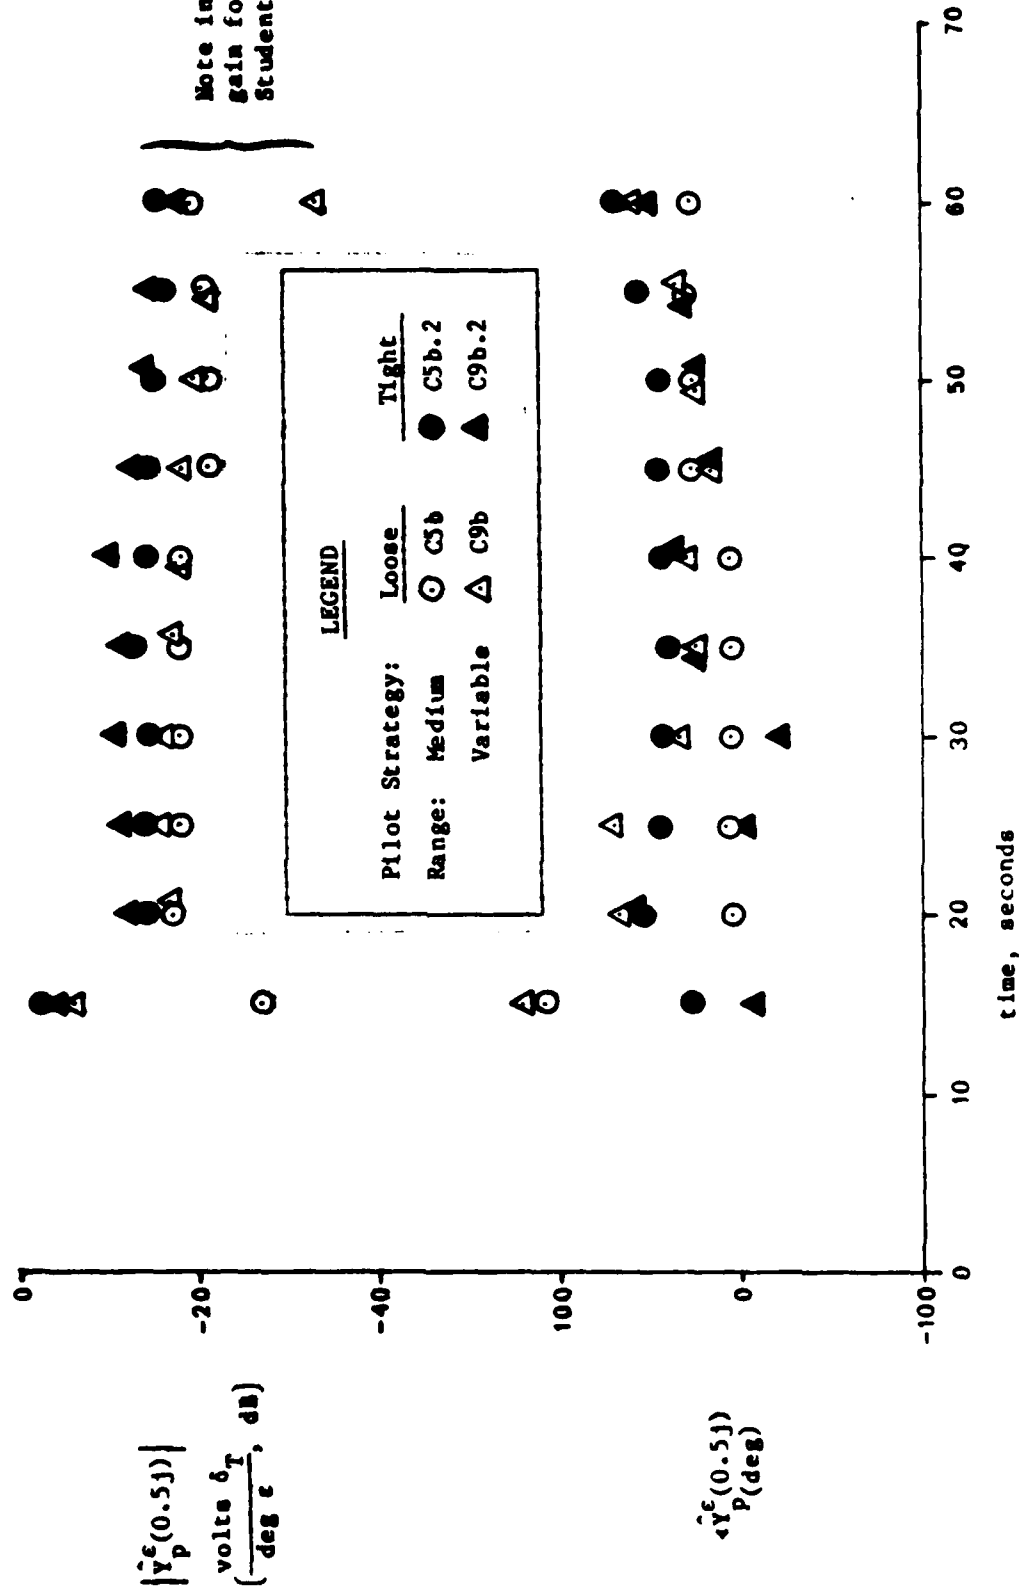 Note in
gain fo
Student
|Ŷ_p^ε(0.5j)|
(volts δ_T / deg ε, dB)
0
-20
-40
∢Ŷ_p^ε(0.5j)
(deg)
100
0
-100
LEGEND
Pilot Strategy: Loose Tight
Range: Medium C5b C5b.2
Variable C9b C9b.2
0 10 20 30 40 50 60 70
time, seconds